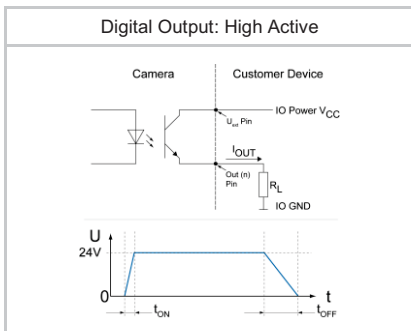 Digital Output: High Active
Camera
Customer Device
IO Power VCC
Uext Pin
IOUT
Out (n)
Pin
RL
IO GND
U
24V
0
t
tON
tOFF